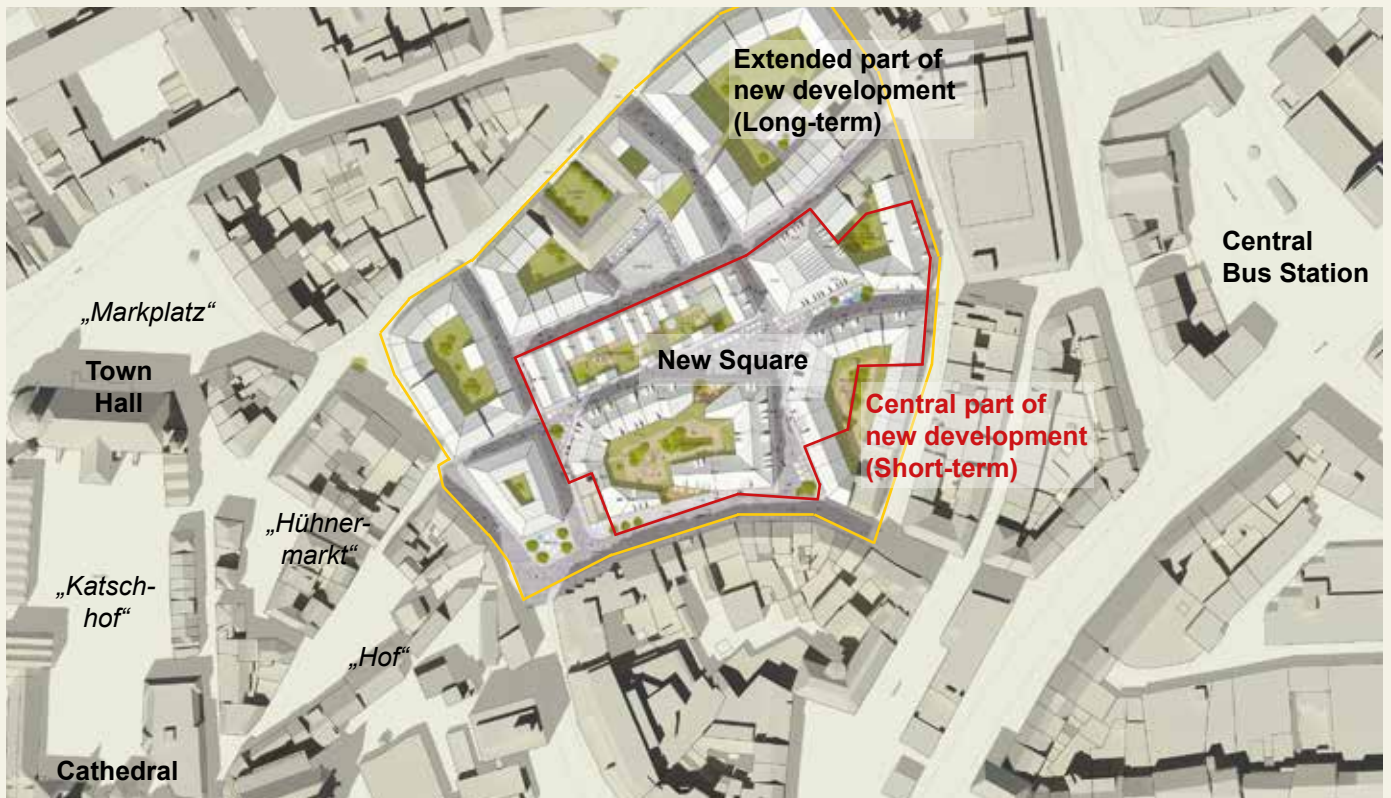 Extended part of
new development
(Long-term)
Central
Bus Station
„Markplatz“
Town
Hall
New Square
Central part of
new development
(Short-term)
„Hühner-
markt“
„Katsch-
hof“
„Hof“
Cathedral